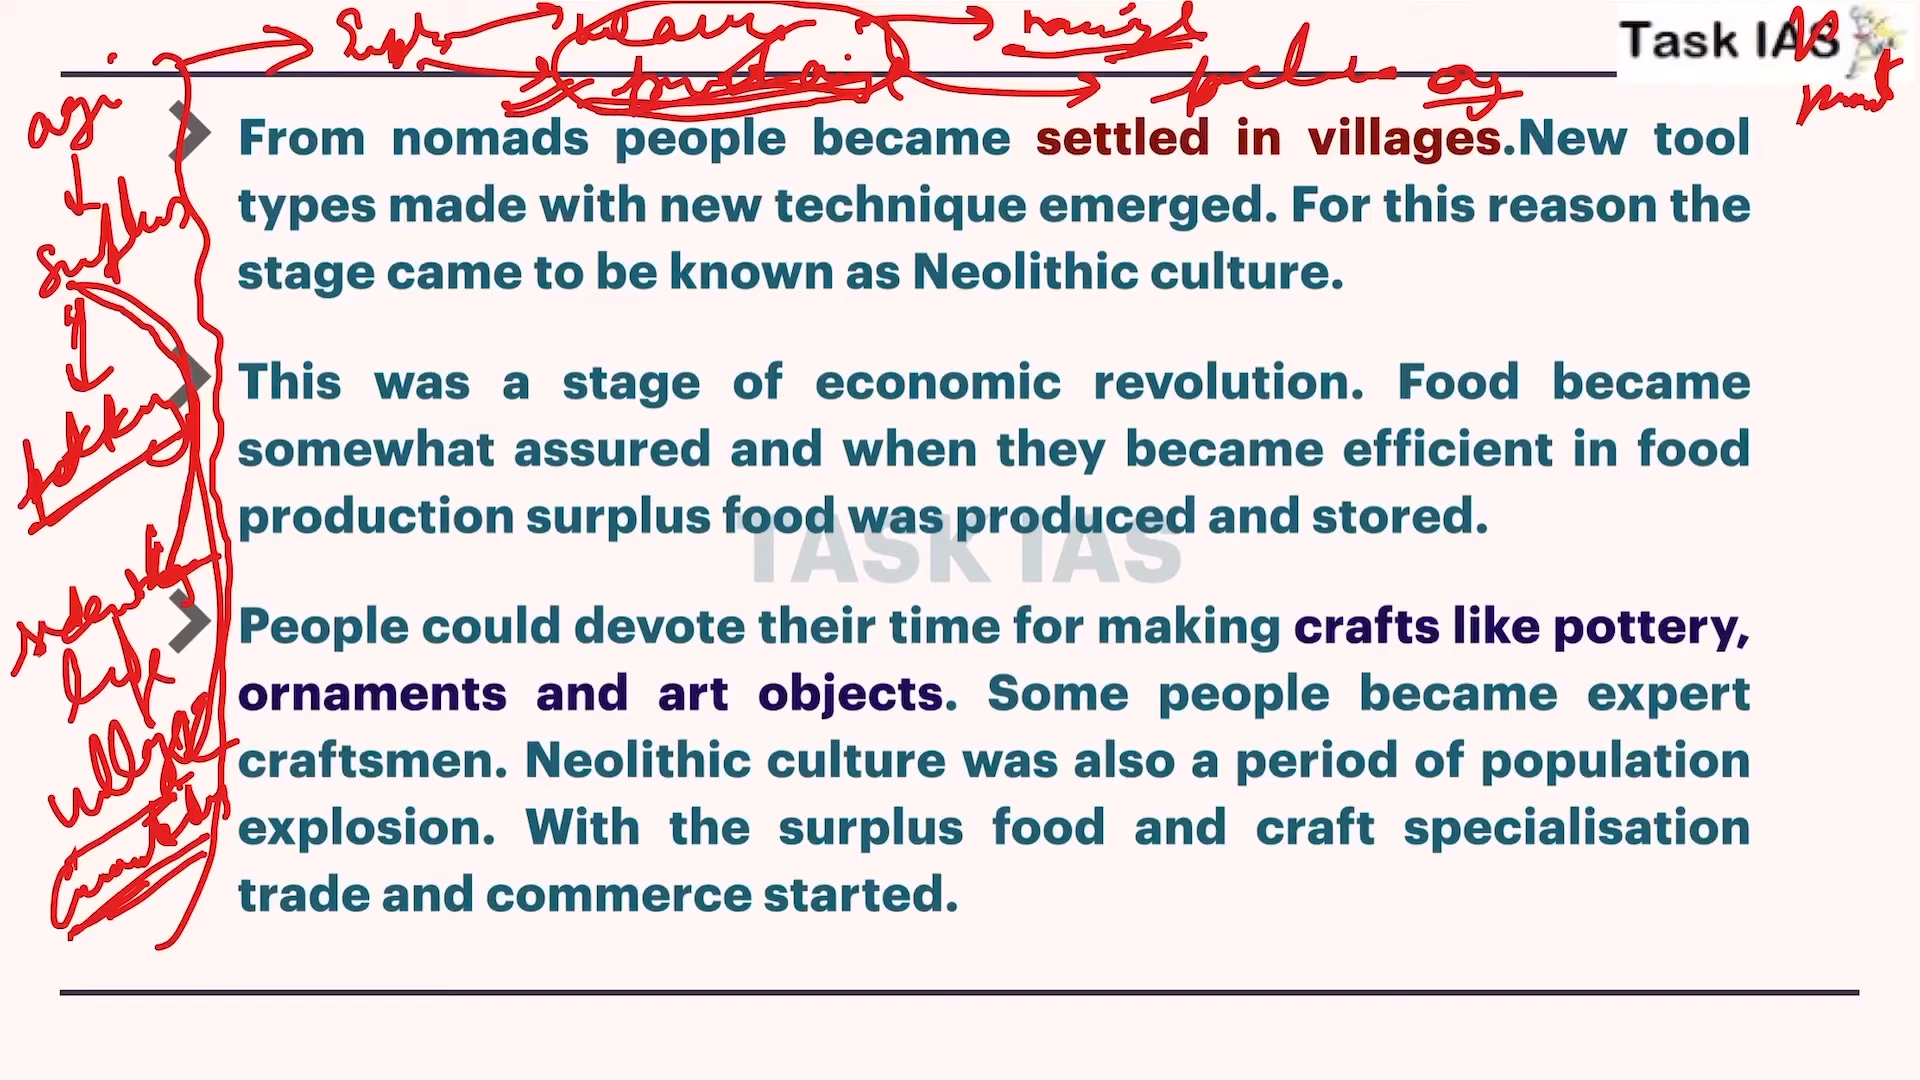 Task IAS
agri
surplus
From nomads people became settled in villages.New tool
types made with new technique emerged. For this reason the
stage came to be known as Neolithic culture.
This was a stage of economic revolution. Food became
somewhat assured and when they became efficient in food
production surplus food was produced and stored.
TASK IAS
life
People could devote their time for making crafts like pottery,
ornaments and art objects. Some people became expert
craftsmen. Neolithic culture was also a period of population
explosion. With the surplus food and craft specialisation
trade and commerce started.